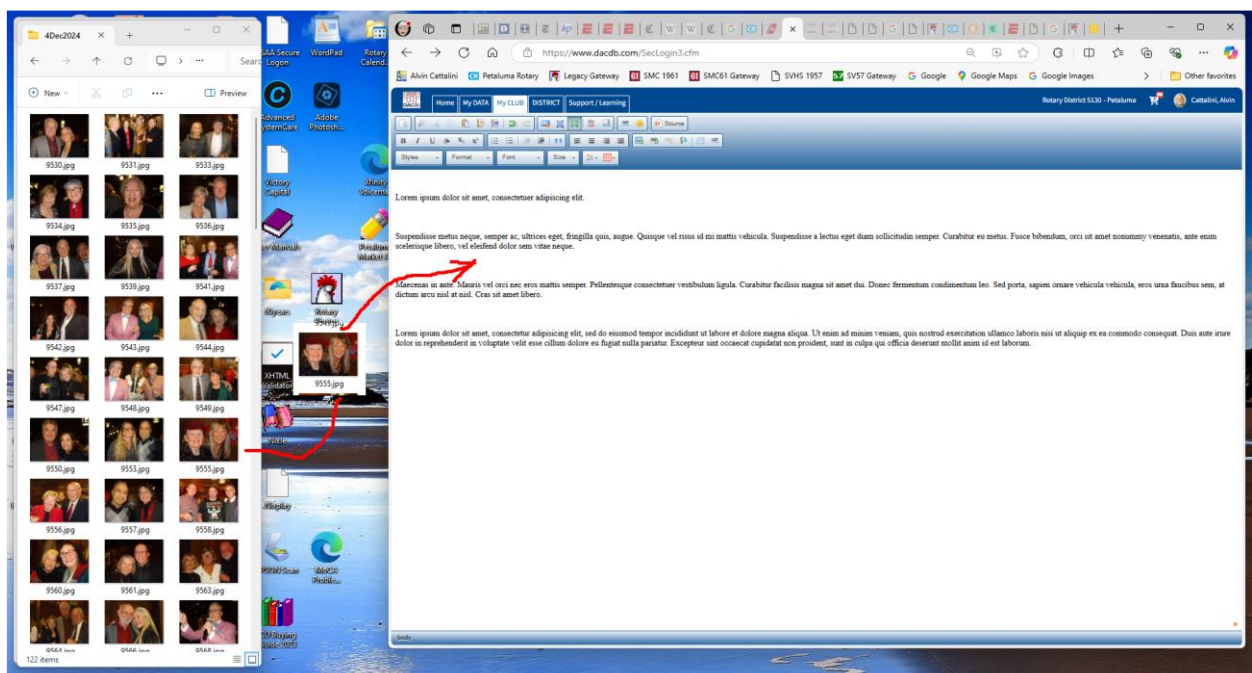 4Dec2024
New
Preview
9530.jpg
9531.jpg
9533.jpg
9534.jpg
9535.jpg
9536.jpg
9537.jpg
9539.jpg
9541.jpg
9542.jpg
9543.jpg
9544.jpg
9547.jpg
9548.jpg
9549.jpg
9550.jpg
9553.jpg
9555.jpg
9556.jpg
9557.jpg
9558.jpg
9560.jpg
9561.jpg
9563.jpg
122 items
Logon
WordPad
Rotary
Adobe
Photosh...
Victory
Capital
Rotary
XHTML
Validator
9555.jpg
https://www.dacdb.com/SecLogin3.cfm
Alvin Cattalini
Petaluma Rotary
Legacy Gateway
SMC 1961
SMC61 Gateway
SVHS 1957
SV57 Gateway
Google
Google Maps
Google Images
Other favorites
Home
My DATA
My CLUB
DISTRICT
Support / Learning
Rotary District 5130 - Petaluma
Cattalini, Alvin
Source
Styles
Format
Font
Size
Lorem ipsum dolor sit amet, consectetuer adipiscing elit.
Suspendisse metus neque, semper ac, ultrices eget, fringilla quis, augue. Quisque vel risus id mi mattis vehicula. Suspendisse a lectus eget diam sollicitudin semper. Curabitur eu metus. Fusce bibendum, orci sit amet nonummy venenatis, ante enim
scelerisque libero, vel eleifend dolor sem vitae neque.
Maecenas in ante. Mauris vel orci nec eros mattis semper. Pellentesque consectetuer vestibulum ligula. Curabitur facilisis magna sit amet dui. Donec fermentum condimentum leo. Sed porta, sapien ornare vehicula vehicula, eros urna faucibus sem, at
dictum arcu nisl at nisl. Cras sit amet libero.
Lorem ipsum dolor sit amet, consectetur adipisicing elit, sed do eiusmod tempor incididunt ut labore et dolore magna aliqua. Ut enim ad minim veniam, quis nostrud exercitation ullamco laboris nisi ut aliquip ex ea commodo consequat. Duis aute irure
dolor in reprehenderit in voluptate velit esse cillum dolore eu fugiat nulla pariatur. Excepteur sint occaecat cupidatat non proident, sunt in culpa qui officia deserunt mollit anim id est laborum.
body